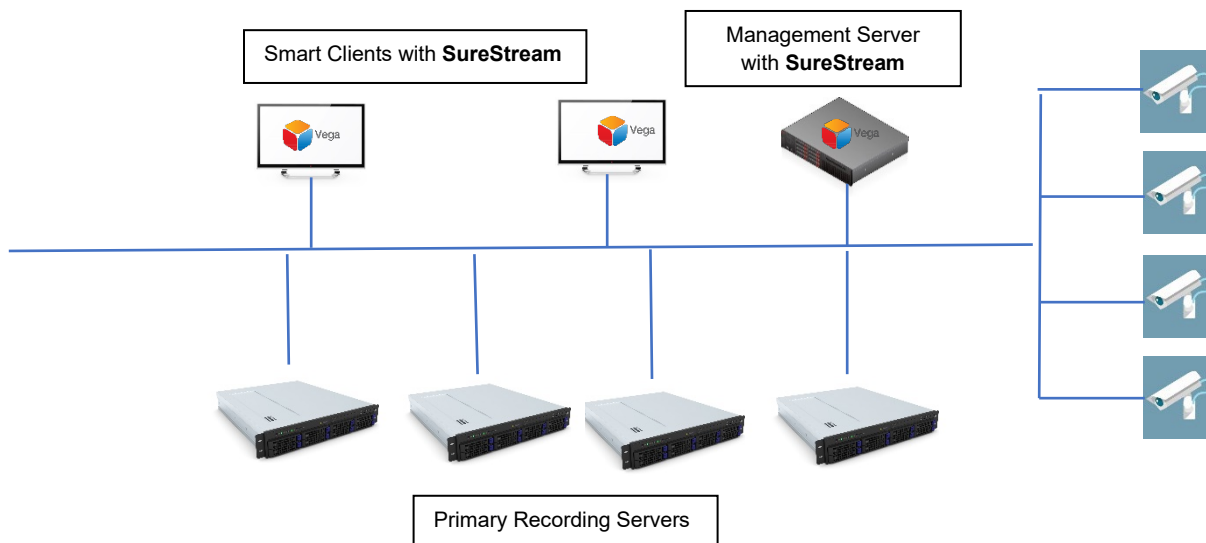 Smart Clients with SureStream
Management Server
with SureStream
Vega
Vega
Vega
Primary Recording Servers